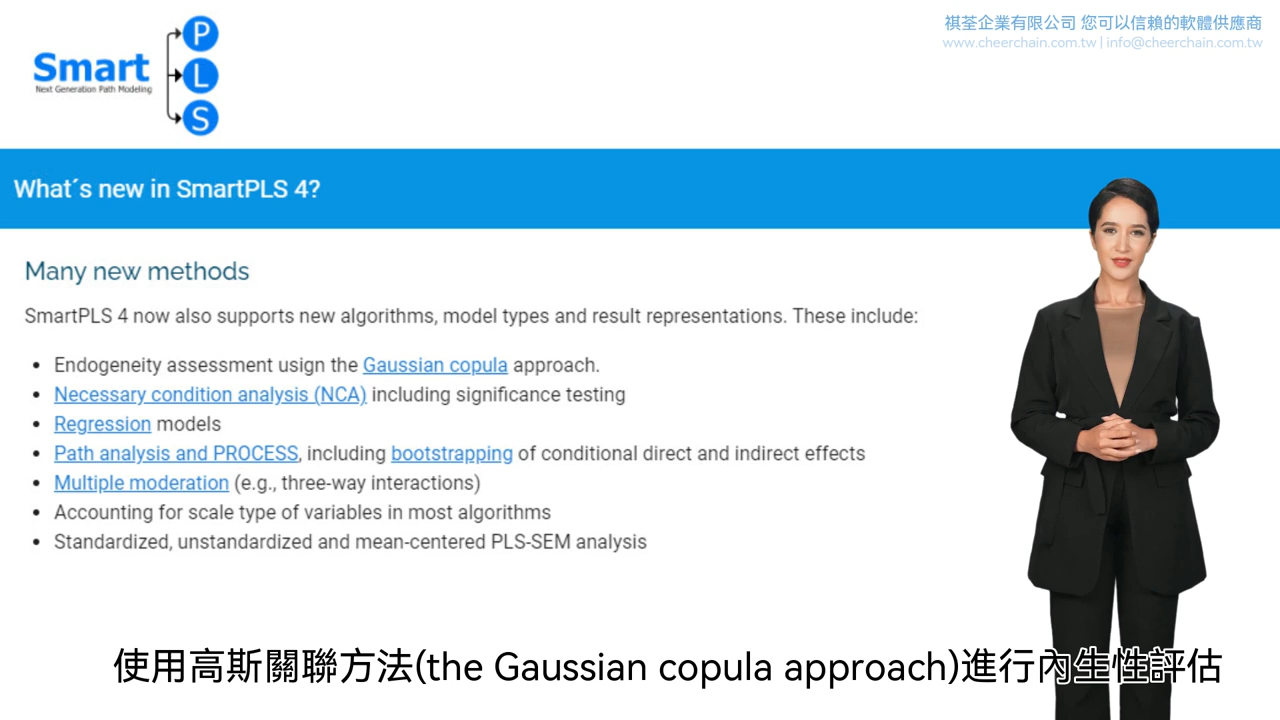 祺荃企業有限公司 您可以信賴的軟體供應商
www.cheerchain.com.tw | info@cheerchain.com.tw
Smart
Next Generation Path Modeling
P
L
S
What´s new in SmartPLS 4?
Many new methods
SmartPLS 4 now also supports new algorithms, model types and result representations. These include:
• Endogeneity assessment usign the Gaussian copula approach.
• Necessary condition analysis (NCA) including significance testing
• Regression models
• Path analysis and PROCESS, including bootstrapping of conditional direct and indirect effects
• Multiple moderation (e.g., three-way interactions)
• Accounting for scale type of variables in most algorithms
• Standardized, unstandardized and mean-centered PLS-SEM analysis
使用高斯關聯方法(the Gaussian copula approach)進行內生性評估